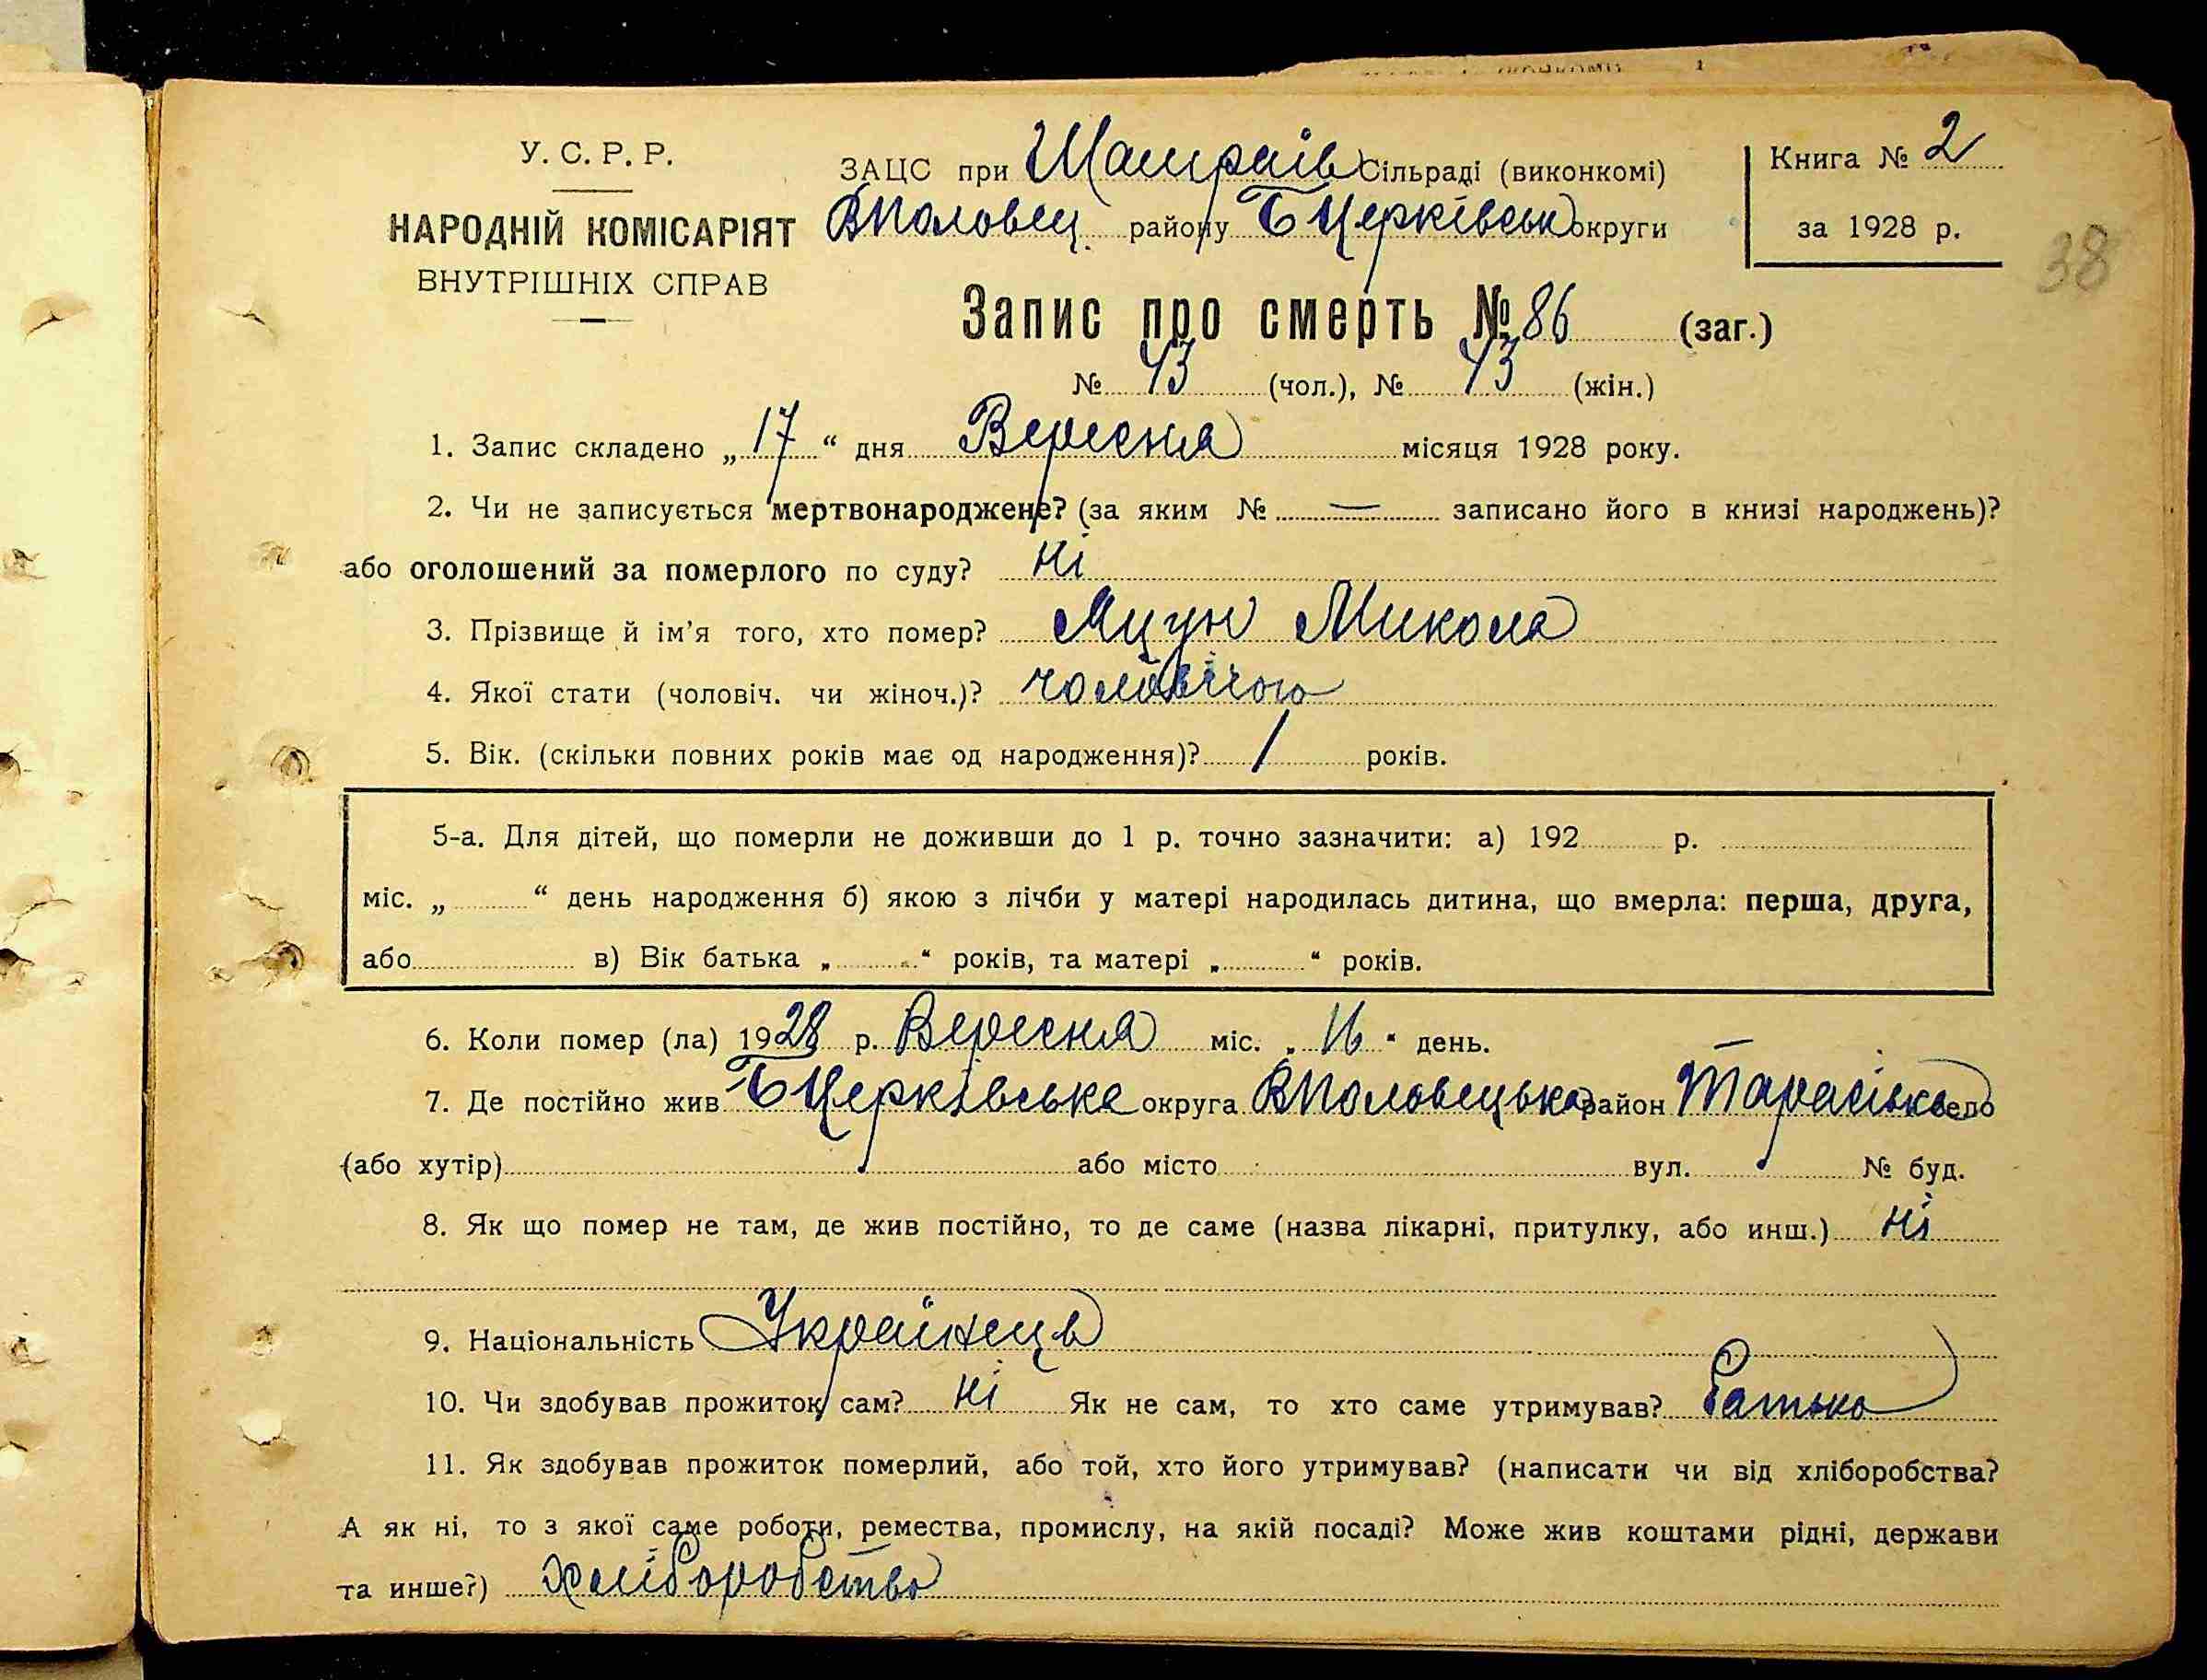 У. С. Р. Р.
НАРОДНІЙ КОМІСАРІЯТ
ВНУТРІШНІХ СПРАВ
ЗАЦС при Шамраїв Сільраді (виконкомі)
ВПоловец. району БЦерківськ округи
Книга № 2
за 1928 р.
38
Запис про смерть № 86 (заг.)
№ 43 (чол.), № 43 (жін.)
1. Запис складено „ 17 “ дня Вересня місяця 1928 року.
2. Чи не записується мертвонароджене? (за яким № — записано його в книзі народжень)?
або оголошений за померлого по суду? ні
3. Прізвище й ім’я того, хто помер? Яцун Микола
4. Якої стати (чоловіч. чи жіноч.)? чоловічого
5. Вік. (скільки повних років має од народження)? 1 років.
5-а. Для дітей, що померли не доживши до 1 р. точно зазначити: а) 192 р.
міс. „ “ день народження б) якою з лічби у матері народилась дитина, що вмерла: перша, друга,
або в) Вік батька „ “ років, та матері „ “ років.
6. Коли помер (ла) 1928 р. Вересня міс. „ 16 “ день.
7. Де постійно жив БЦерківська округа ВПоловецька район село
(або хутір) або місто вул. № буд.
8. Як що помер не там, де жив постійно, то де саме (назва лікарні, притулку, або инш.) ні
9. Національність Українець
10. Чи здобував прожиток сам? ні Як не сам, то хто саме утримував? Батько
11. Як здобував прожиток померлий, або той, хто його утримував? (написати чи від хліборобства?
А як ні, то з якої саме роботи, ремества, промислу, на якій посаді? Може жив коштами рідні, держави
та инше?) хліборобство